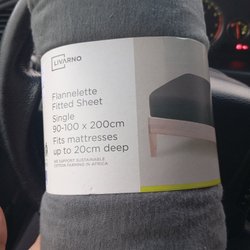 LIVARNO
Flannelette
Fitted Sheet
Single
90-100 x 200cm
Fits mattresses
up to 20cm deep
WE SUPPORT SUSTAINABLE
COTTON FARMING IN AFRICA